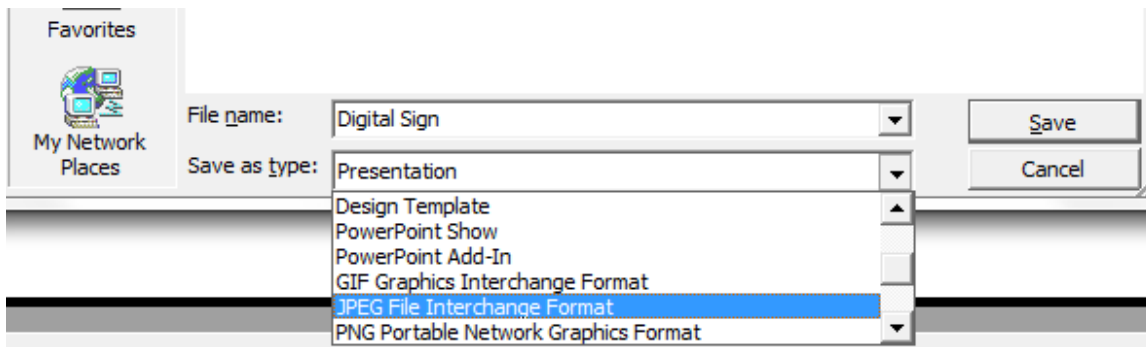 Favorites
My Network
Places
File name:
Digital Sign
Save
Save as type:
Presentation
Cancel
Design Template
PowerPoint Show
PowerPoint Add-In
GIF Graphics Interchange Format
JPEG File Interchange Format
PNG Portable Network Graphics Format